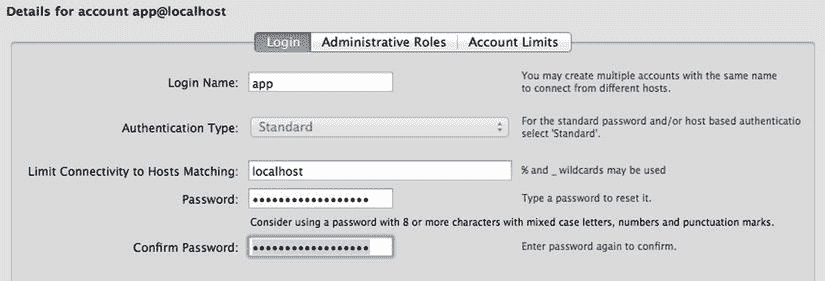 Details for account app@localhost
Login Administrative Roles Account Limits
Login Name: app You may create multiple accounts with the same name
to connect from different hosts.
Authentication Type: Standard For the standard password and/or host based authenticatio
select 'Standard'.
Limit Connectivity to Hosts Matching: localhost % and _ wildcards may be used
Password: •••••••••••••••••• Type a password to reset it.
Consider using a password with 8 or more characters with mixed case letters, numbers and punctuation marks.
Confirm Password: •••••••••••••••••• Enter password again to confirm.